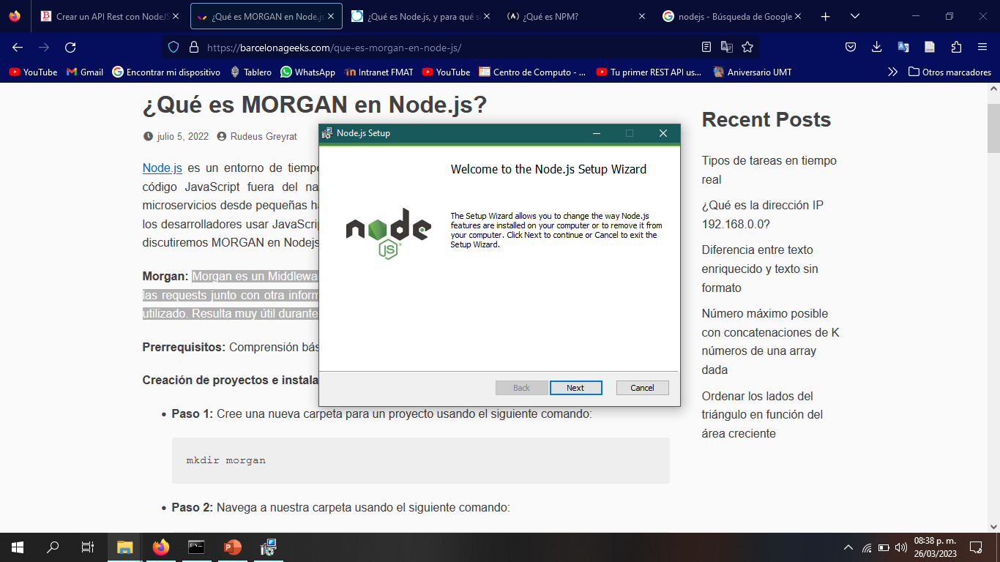 Crear un API Rest con NodeJS
¿Qué es MORGAN en Node.js
¿Qué es Node.js, y para qué si
(A) ¿Qué es NPM?
nodejs - Búsqueda de Google
https://barcelonageeks.com/que-es-morgan-en-node-js/
YouTube
Gmail
Encontrar mi dispositivo
Tablero
WhatsApp
Intranet FMAT
YouTube
Centro de Computo - ...
Tu primer REST API us...
Aniversario UMT
Otros marcadores
¿Qué es MORGAN en Node.js?
julio 5, 2022 Rudeus Greyrat
Node.js es un entorno de tiempo
código JavaScript fuera del na
microservicios desde pequeñas ha
los desarrolladores usar JavaScrip
discutiremos MORGAN en Nodejs
Morgan: Morgan es un Middlewa
las requests junto con otra inform
utilizado. Resulta muy útil durante
Prerrequisitos: Comprensión bás
Creación de proyectos e instala
Paso 1: Cree una nueva carpeta para un proyecto usando el siguiente comando:
mkdir morgan
Paso 2: Navega a nuestra carpeta usando el siguiente comando:
Node.js Setup
Welcome to the Node.js Setup Wizard
node
JS
The Setup Wizard allows you to change the way Node.js
features are installed on your computer or to remove it from
your computer. Click Next to continue or Cancel to exit the
Setup Wizard.
Back
Next
Cancel
Recent Posts
Tipos de tareas en tiempo
real
¿Qué es la dirección IP
192.168.0.0?
Diferencia entre texto
enriquecido y texto sin
formato
Número máximo posible
con concatenaciones de K
números de una array
dada
Ordenar los lados del
triángulo en función del
área creciente
08:38 p. m.
26/03/2023